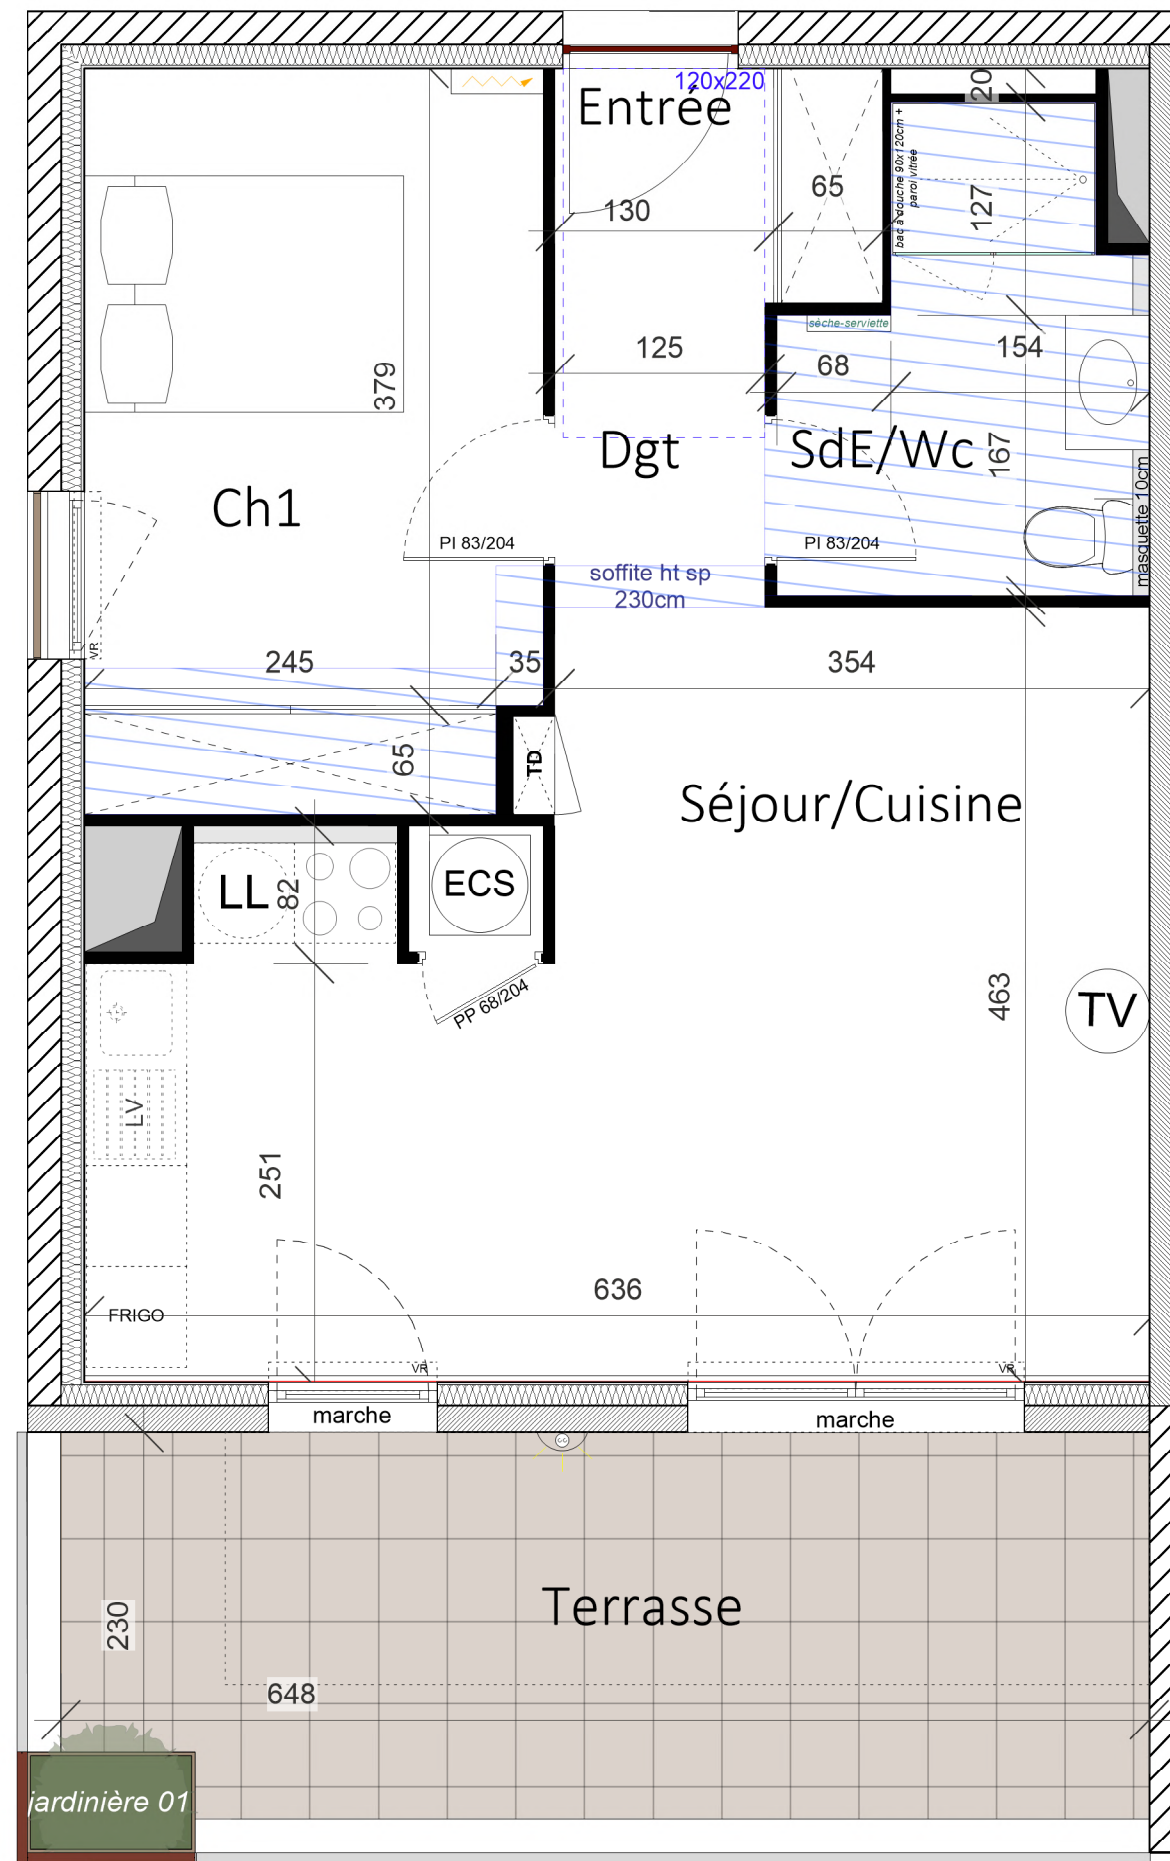 120x220
Entrée
20
bac à douche 90x120cm +
paroi vitrée
127
65
130
sèche-serviette
125
68
154
379
Dgt
SdE/Wc
167
Ch1
masquette 10cm
PI 83/204
PI 83/204
soffite ht sp
230cm
VR
245
35
354
65
TD
Séjour/Cuisine
LL
82
ECS
PP 68/204
463
TV
LV
251
636
FRIGO
VR
VR
marche
marche
Terrasse
230
648
jardinière 01